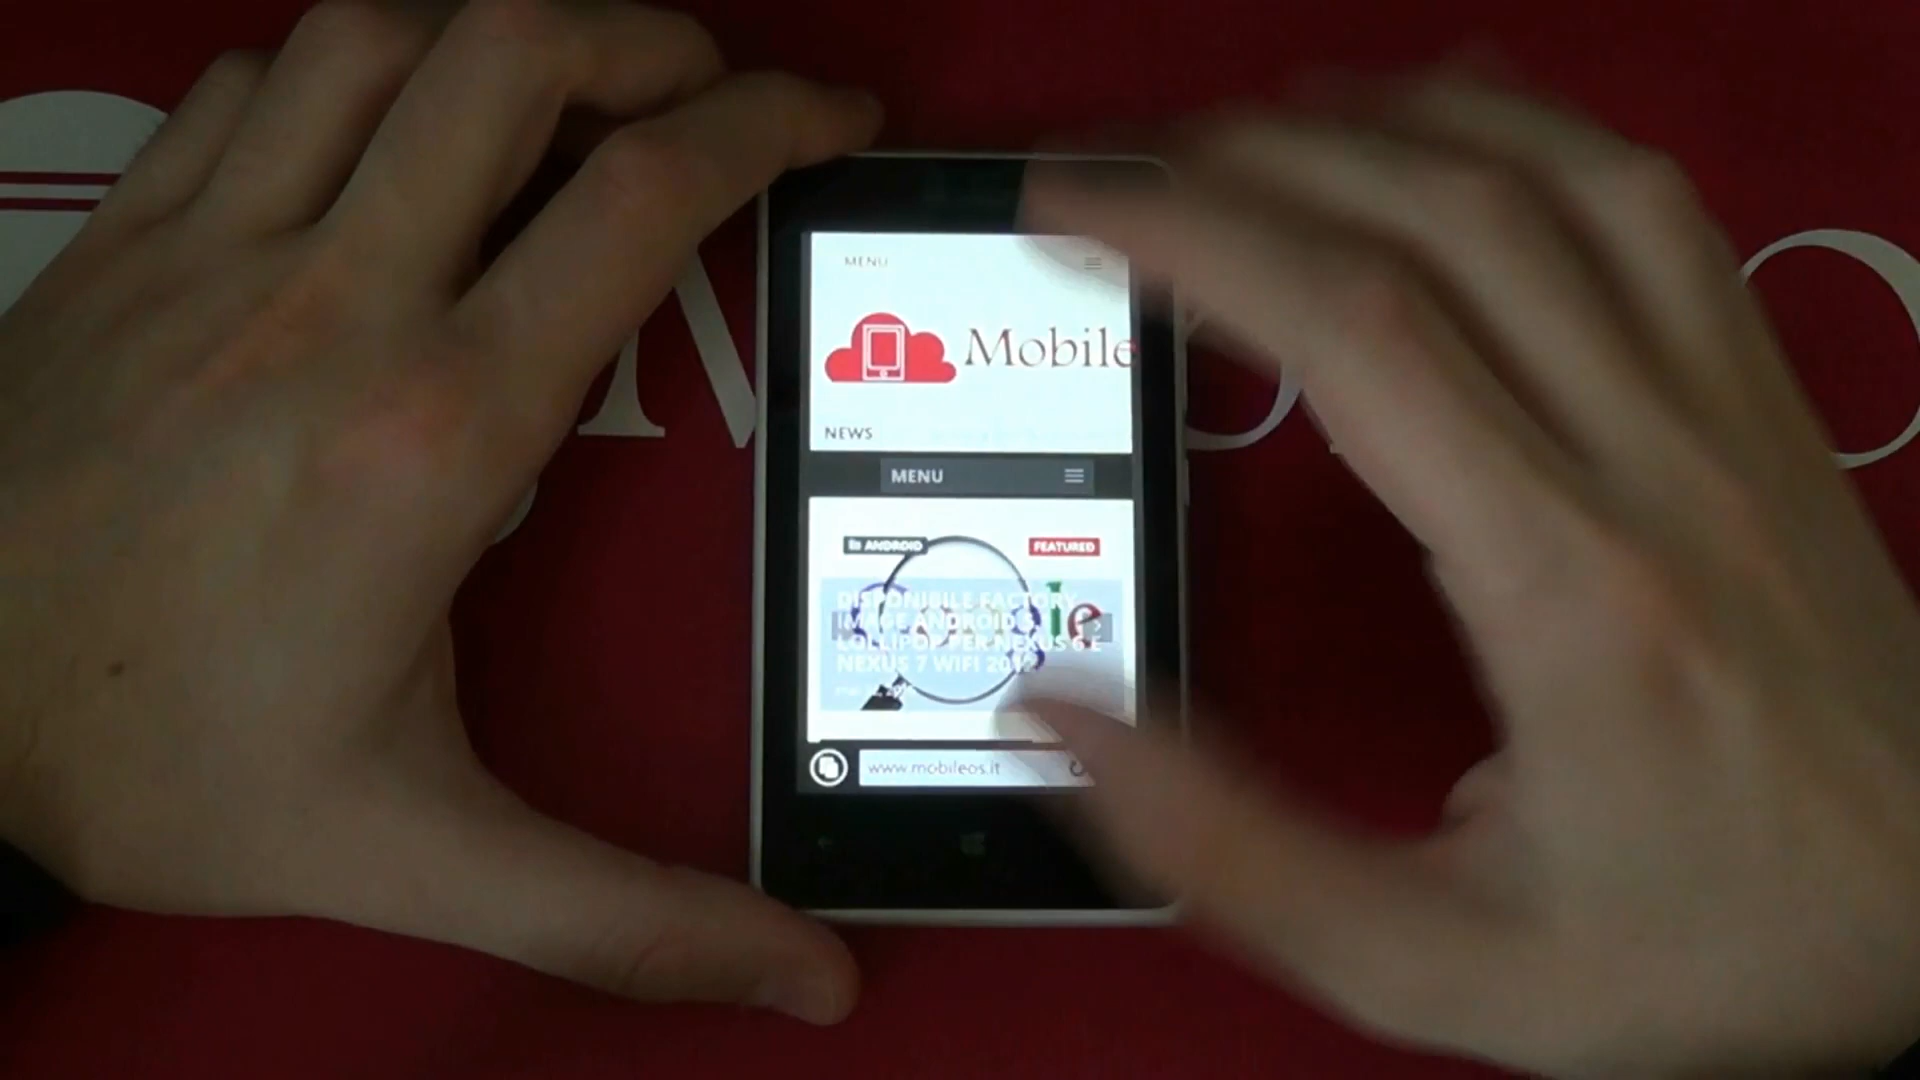 MENU
Mobile
NEWS
MENU
ANDROID
FEATURED
DISPONIBILE FACTORY
IMAGE ANDROID 5
LOLLIPOP PER NEXUS 6 E
NEXUS 7 WIFI
www.mobileos.it